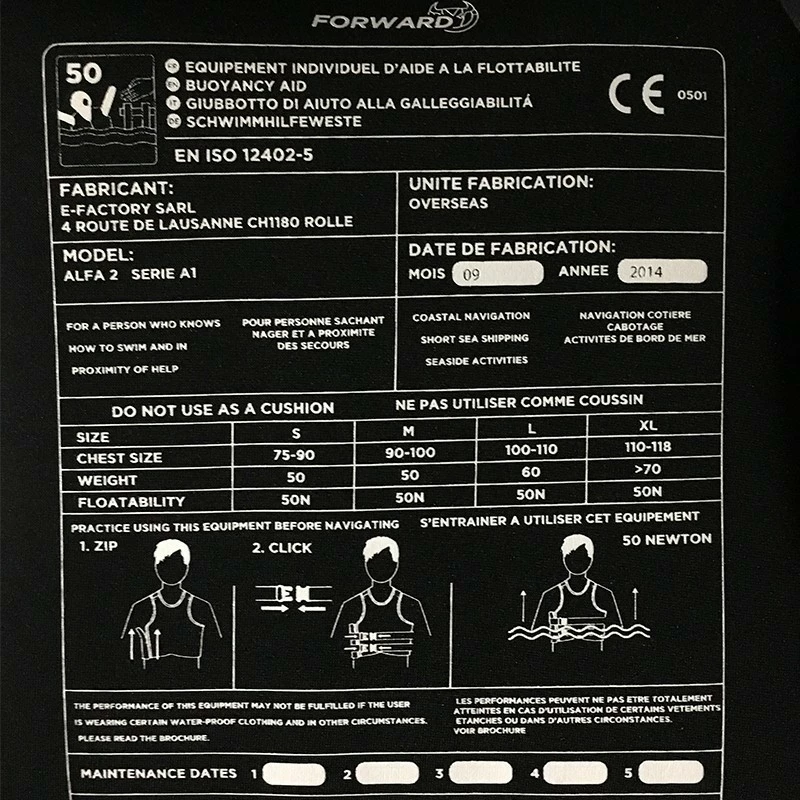 FORWARD
50
FR EQUIPEMENT INDIVIDUEL D'AIDE A LA FLOTTABILITE
EN BUOYANCY AID
IT GIUBBOTTO DI AIUTO ALLA GALLEGGIABILITÁ
SCHWIMMHILFEWESTE
CE 0501
EN ISO 12402-5
FABRICANT:
E-FACTORY SARL
4 ROUTE DE LAUSANNE CH1180 ROLLE
UNITE FABRICATION:
OVERSEAS
MODEL:
ALFA 2 SERIE A1
DATE DE FABRICATION:
MOIS 09 ANNEE 2014
FOR A PERSON WHO KNOWS
HOW TO SWIM AND IN
PROXIMITY OF HELP
POUR PERSONNE SACHANT
NAGER ET A PROXIMITE
DES SECOURS
COASTAL NAVIGATION
SHORT SEA SHIPPING
SEASIDE ACTIVITIES
NAVIGATION COTIERE
CABOTAGE
ACTIVITES DE BORD DE MER
DO NOT USE AS A CUSHION NE PAS UTILISER COMME COUSSIN
SIZE S M L XL
CHEST SIZE 75-90 90-100 100-110 110-118
WEIGHT 50 50 60 >70
FLOATABILITY 50N 50N 50N 50N
PRACTICE USING THIS EQUIPMENT BEFORE NAVIGATING S'ENTRAINER A UTILISER CET EQUIPEMENT
1. ZIP 2. CLICK 50 NEWTON
THE PERFORMANCE OF THIS EQUIPMENT MAY NOT BE FULFILLED IF THE USER
IS WEARING CERTAIN WATER-PROOF CLOTHING AND IN OTHER CIRCUMSTANCES.
PLEASE READ THE BROCHURE.
LES PERFORMANCES PEUVENT NE PAS ETRE TOTALEMENT
ATTEINTES EN CAS D'UTILISATION DE CERTAINS VETEMENTS
ETANCHES OU DANS D'AUTRES CIRCONSTANCES.
VOIR BROCHURE
MAINTENANCE DATES 1 2 3 4 5